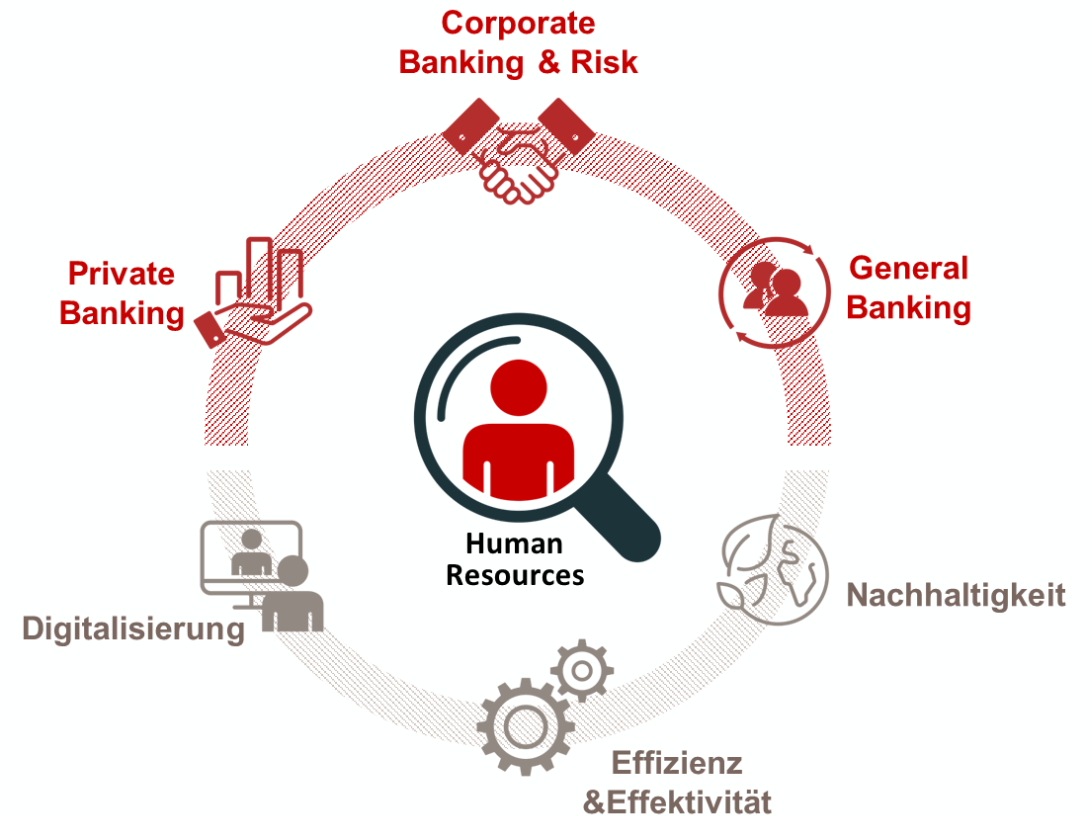 Corporate
Banking & Risk
Private
Banking
General
Banking
Human
Resources
Digitalisierung
Nachhaltigkeit
Effizienz
&Effektivität